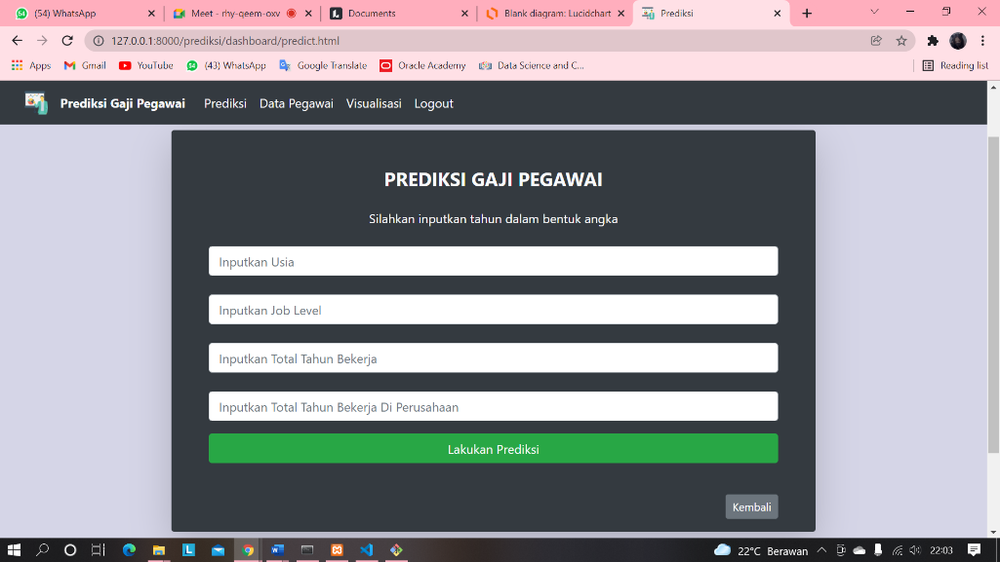 (54) WhatsApp
Meet - rhy-qeem-oxv
Documents
Blank diagram: Lucidchart
Prediksi
127.0.0.1:8000/prediksi/dashboard/predict.html
Apps
Gmail
YouTube
(43) WhatsApp
Google Translate
Oracle Academy
Data Science and C...
Reading list
Prediksi Gaji Pegawai
Prediksi
Data Pegawai
Visualisasi
Logout
PREDIKSI GAJI PEGAWAI
Silahkan inputkan tahun dalam bentuk angka
Inputkan Usia
Inputkan Job Level
Inputkan Total Tahun Bekerja
Inputkan Total Tahun Bekerja Di Perusahaan
Lakukan Prediksi
Kembali
22°C Berawan
22:03